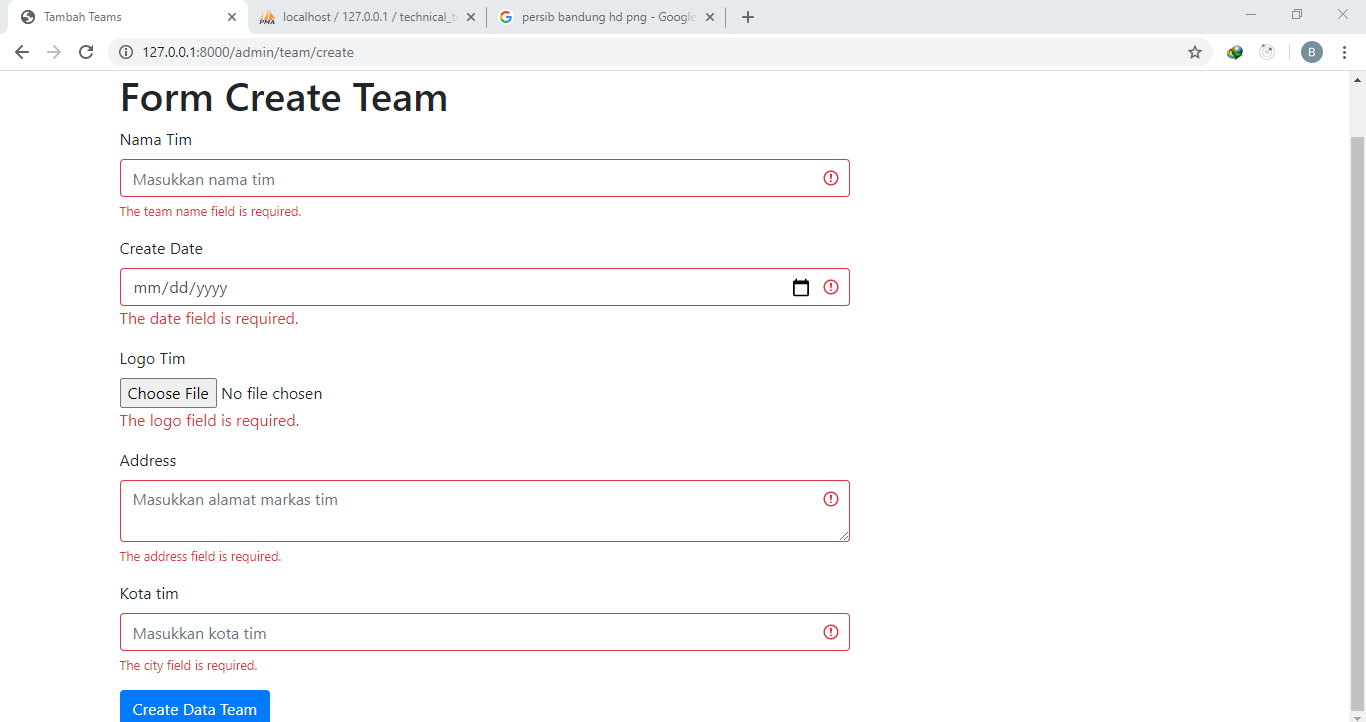 Tambah Teams
PMA
localhost / 127.0.0.1 / technical_t
persib bandung hd png - Google
127.0.0.1:8000/admin/team/create
B
Form Create Team
Nama Tim
Masukkan nama tim
The team name field is required.
Create Date
mm/dd/yyyy
The date field is required.
Logo Tim
Choose File No file chosen
The logo field is required.
Address
Masukkan alamat markas tim
The address field is required.
Kota tim
Masukkan kota tim
The city field is required.
Create Data Team